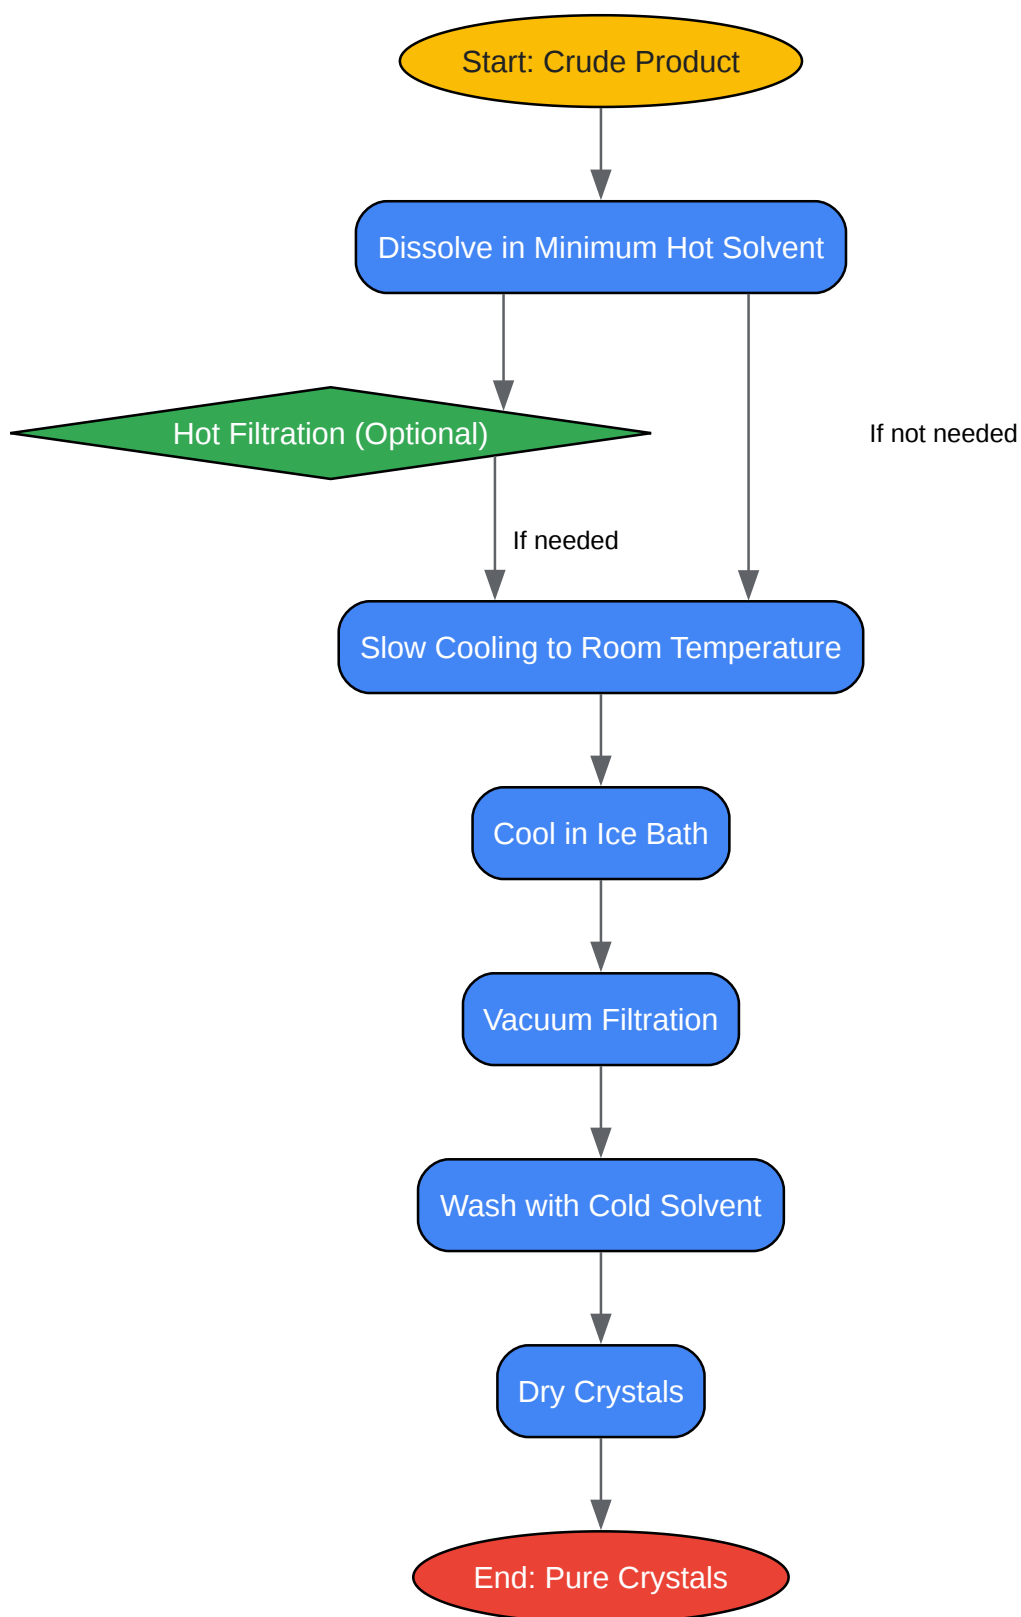 Start: Crude Product
Dissolve in Minimum Hot Solvent
Hot Filtration (Optional)
If not needed
If needed
Slow Cooling to Room Temperature
Cool in Ice Bath
Vacuum Filtration
Wash with Cold Solvent
Dry Crystals
End: Pure Crystals